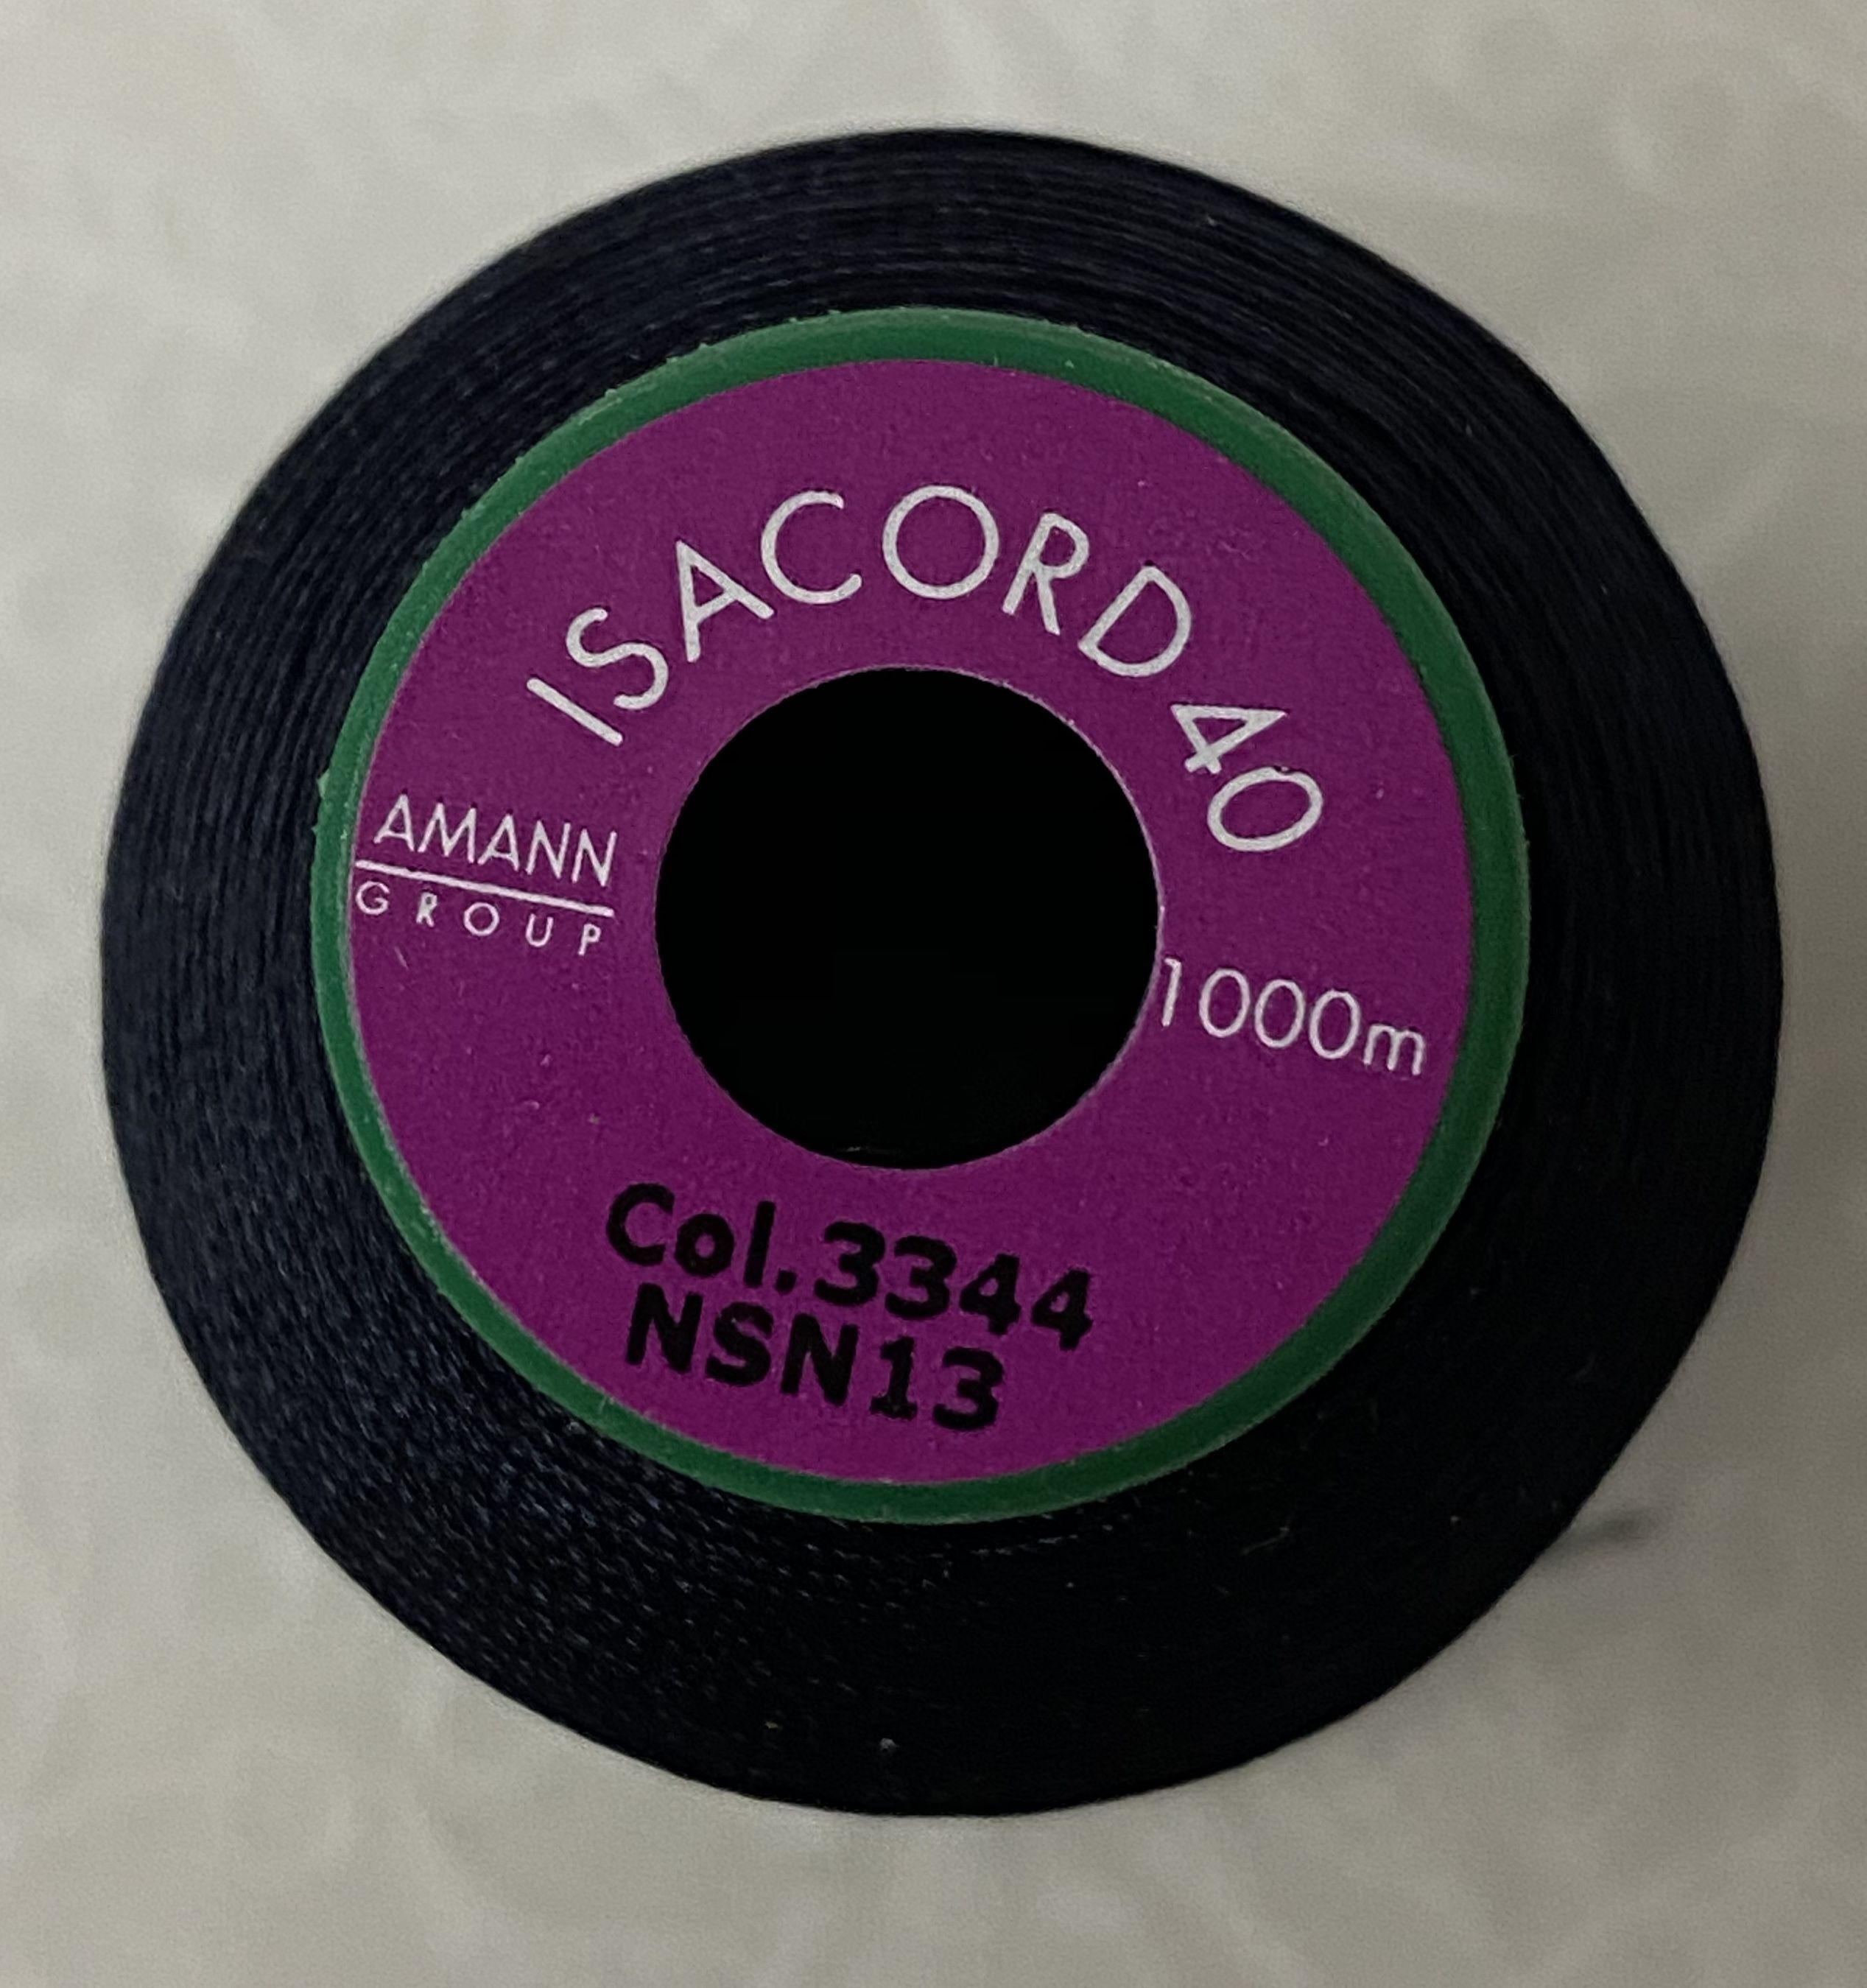 ISACORD 40
AMANN
GROUP
1000m
Col.3344
NSN13